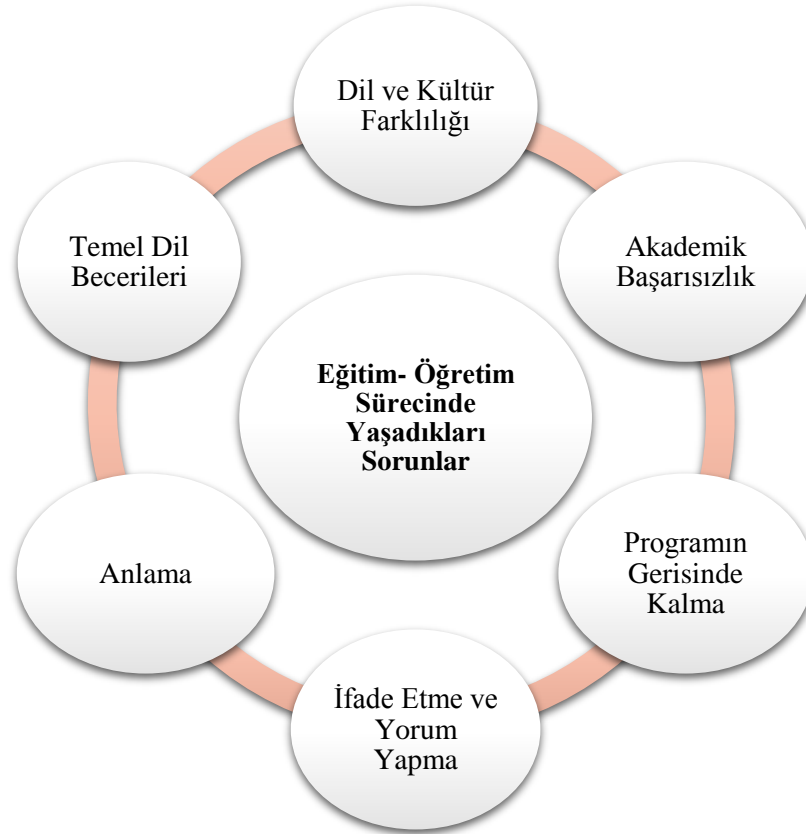 Dil ve Kültür
Farklılığı
Akademik
Başarısızlık
Programın
Gerisinde
Kalma
İfade Etme ve
Yorum
Yapma
Anlama
Temel Dil
Becerileri
Eğitim- Öğretim
Sürecinde
Yaşadıkları
Sorunlar